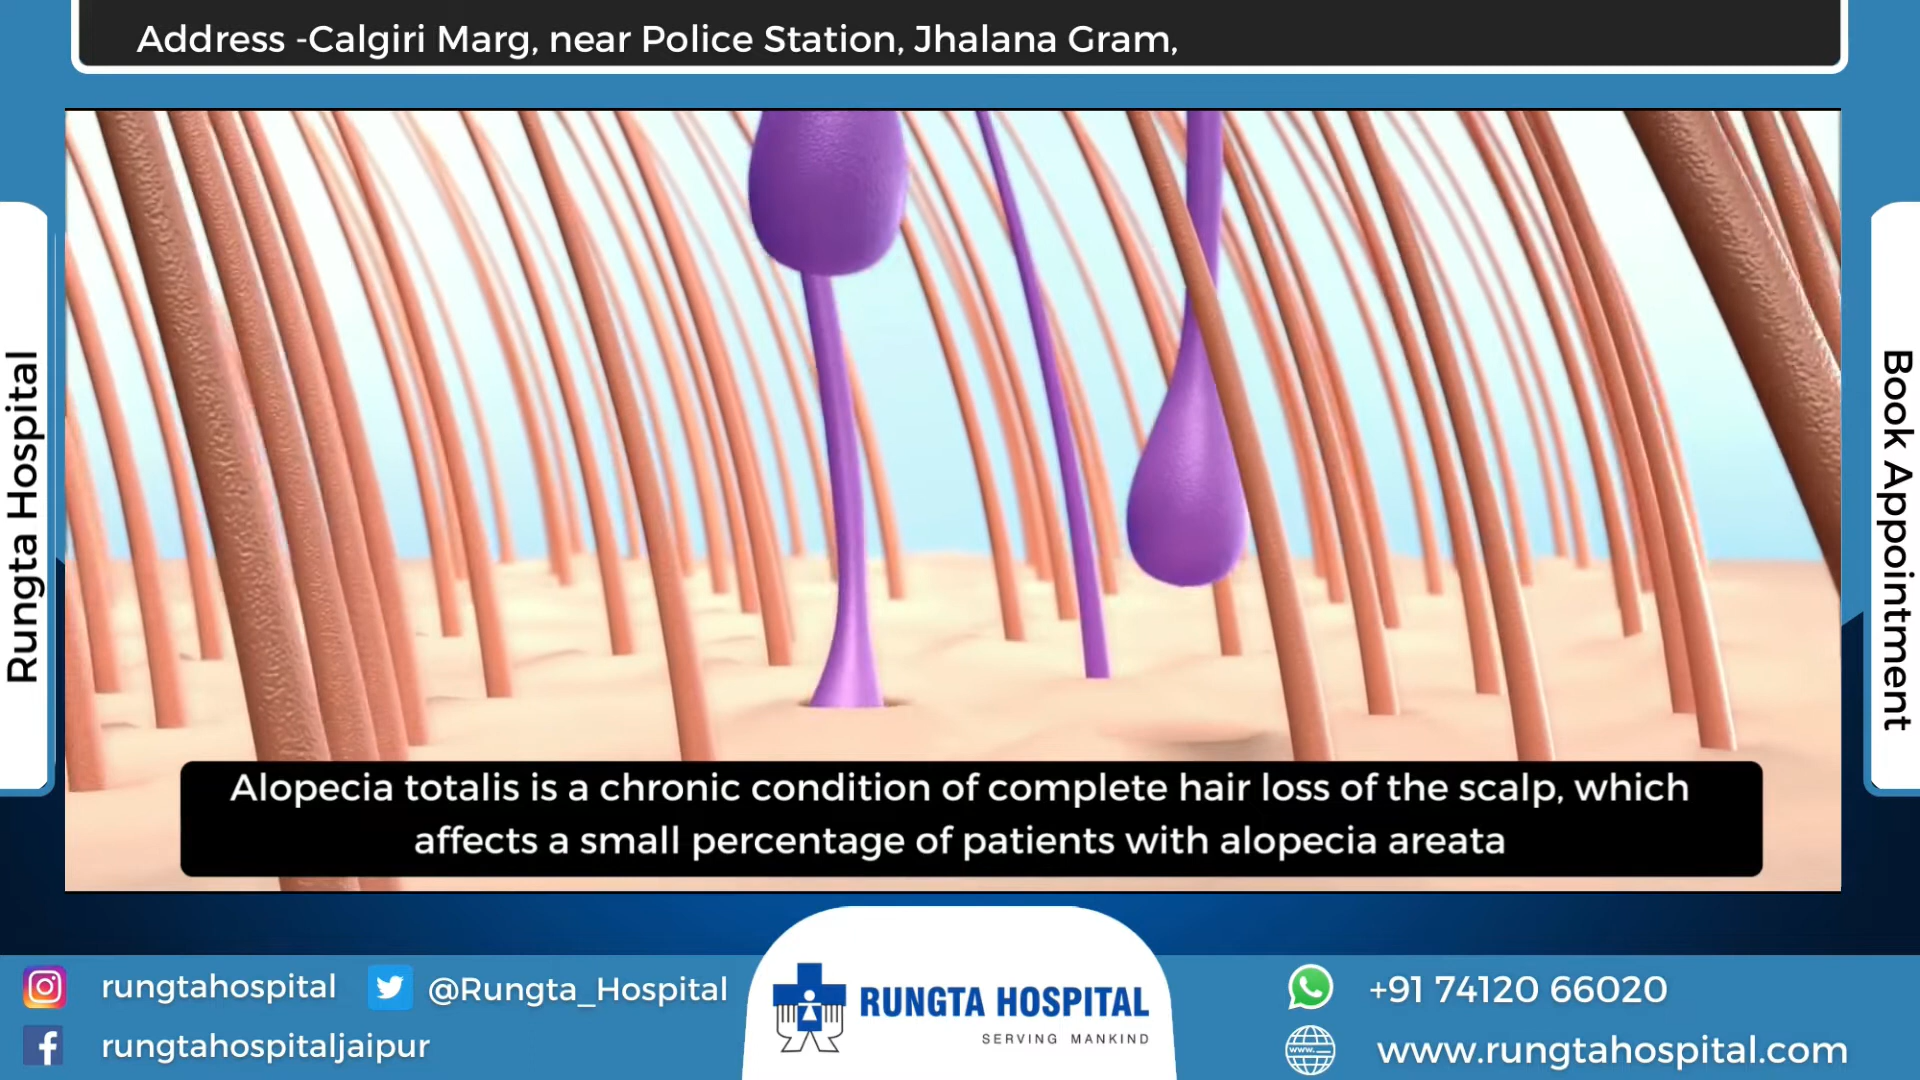 Address -Calgiri Marg, near Police Station, Jhalana Gram,
Rungta Hospital
Book Appointment
Alopecia totalis is a chronic condition of complete hair loss of the scalp, which
affects a small percentage of patients with alopecia areata
rungtahospital
@Rungta_Hospital
rungtahospitaljaipur
RUNGTA HOSPITAL
SERVING MANKIND
+91 74120 66020
www.
www.rungtahospital.com